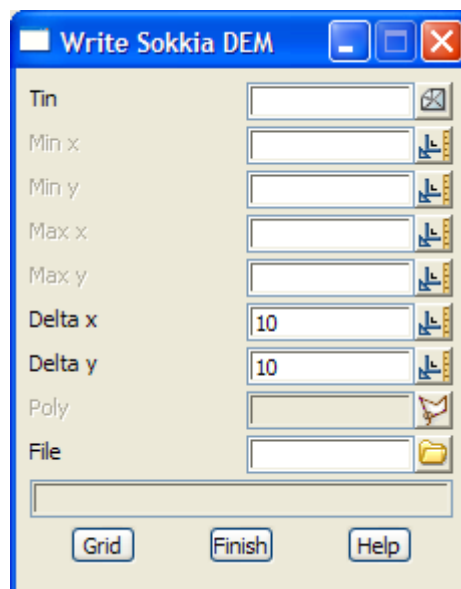 Write Sokkia DEM
Tin
Min x
Min y
Max x
Max y
Delta x 10
Delta y 10
Poly
File
Grid Finish Help